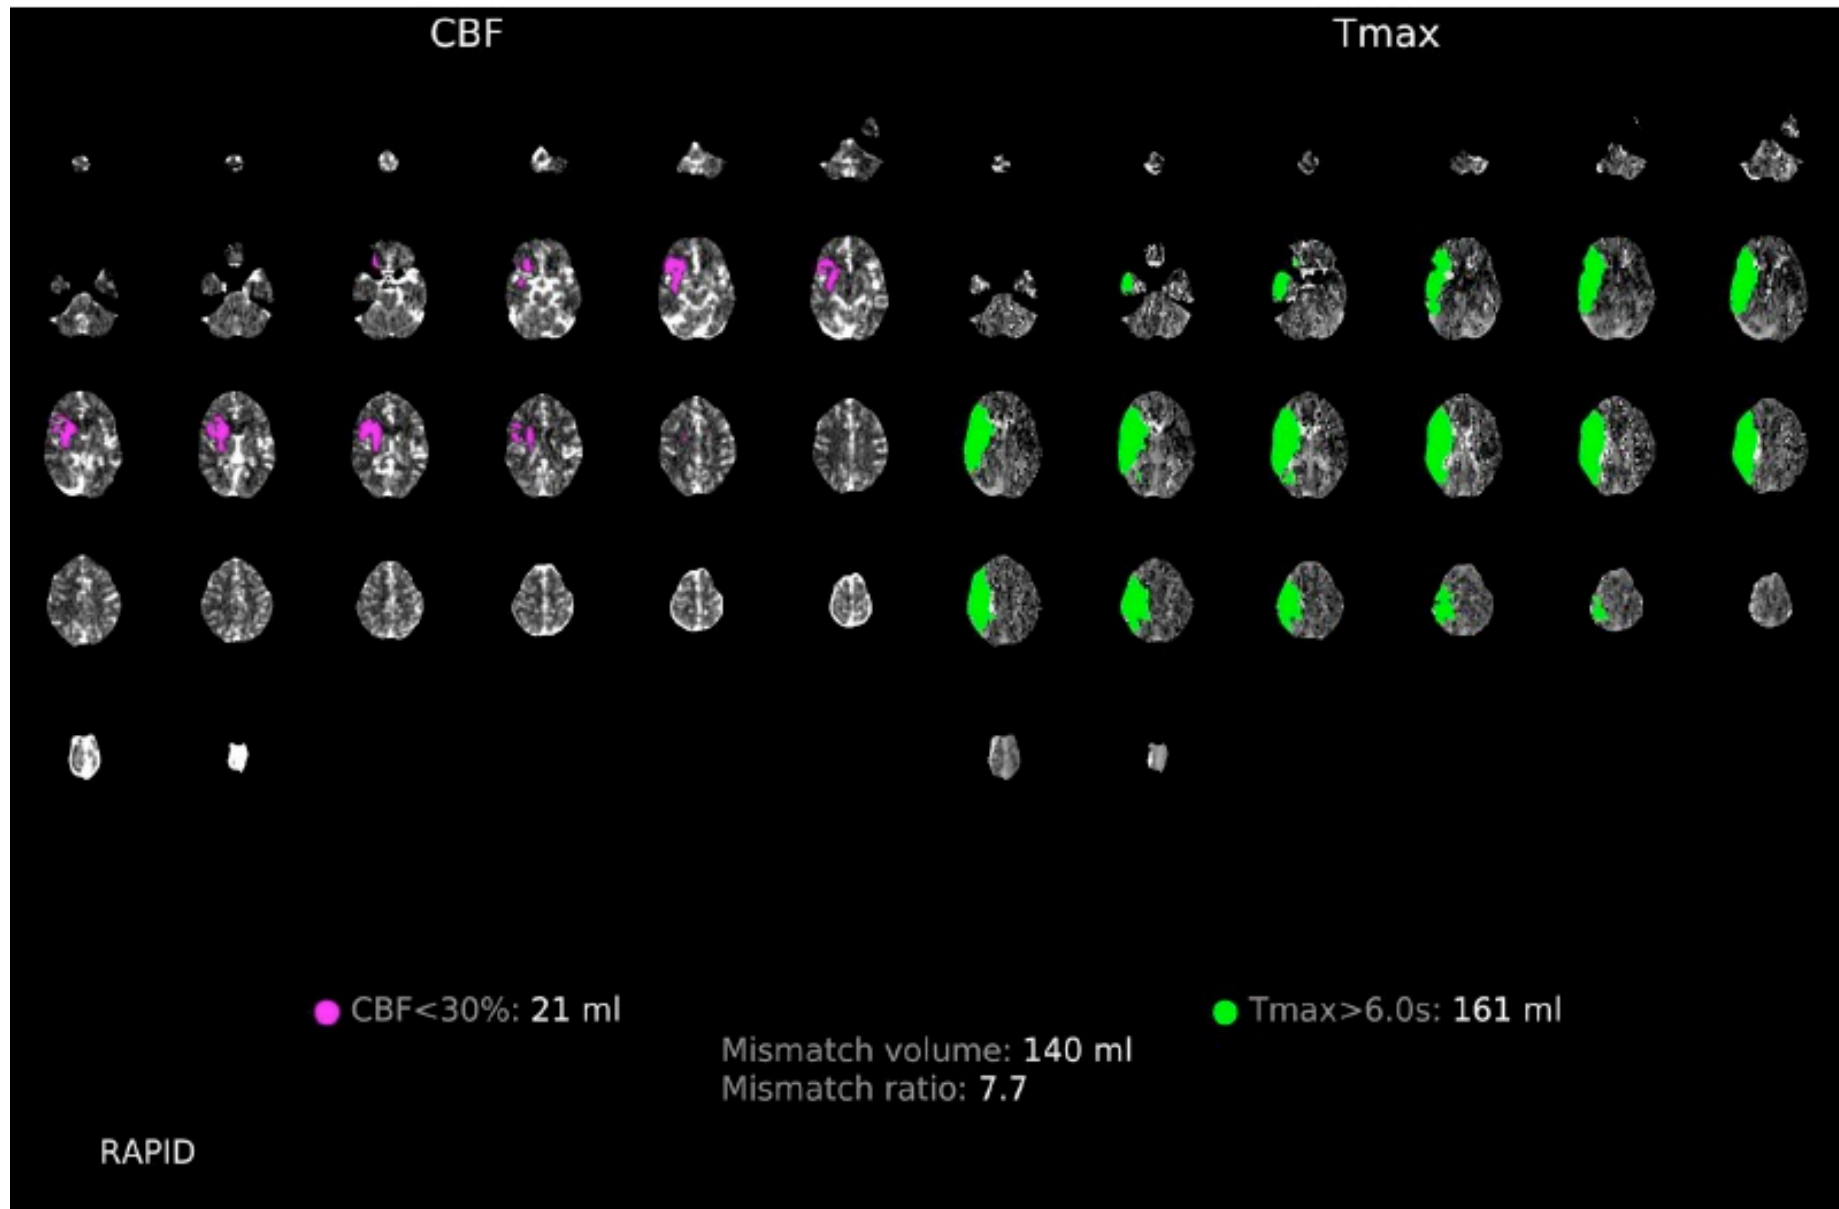 CBF
Tmax
CBF<30%: 21 ml
Tmax>6.0s: 161 ml
Mismatch volume: 140 ml
Mismatch ratio: 7.7
RAPID